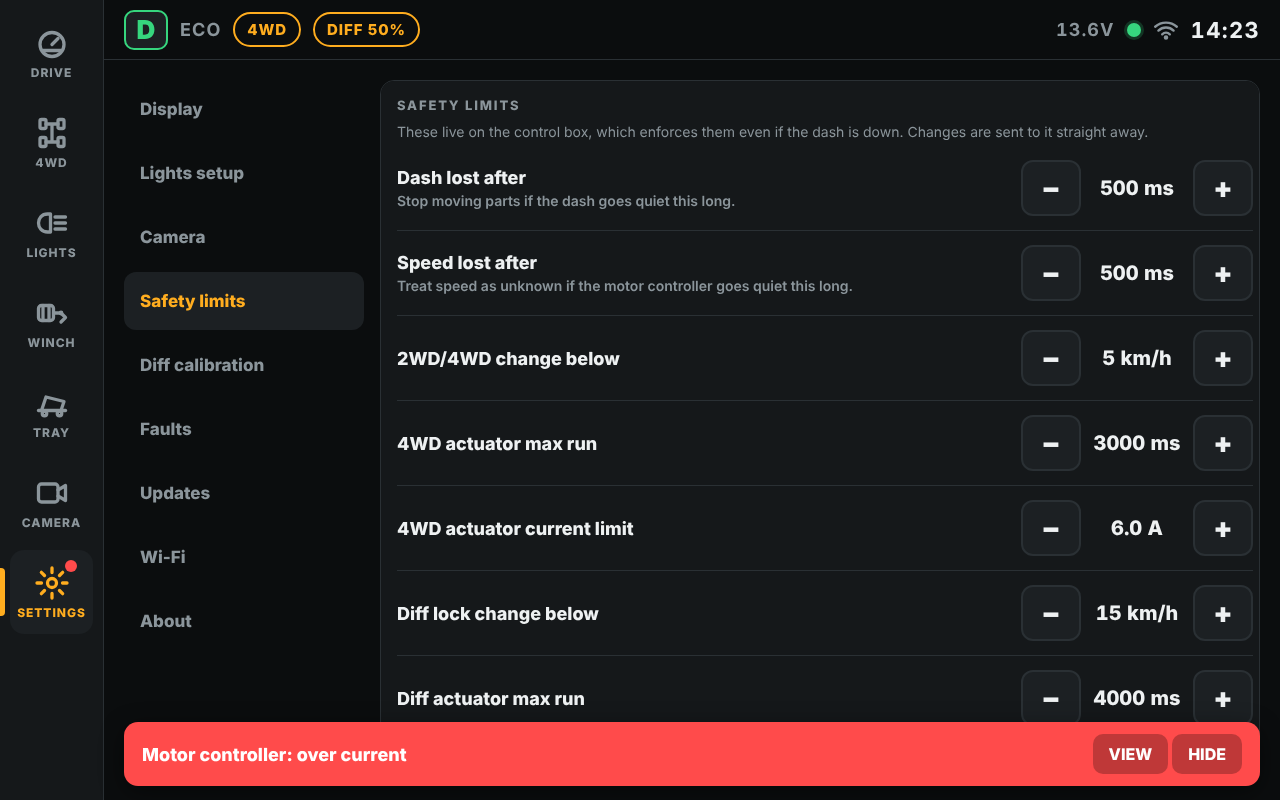 D ECO 4WD DIFF 50% 13.6V 14:23
DRIVE
4WD
LIGHTS
WINCH
TRAY
CAMERA
SETTINGS
Display
Lights setup
Camera
Safety limits
Diff calibration
Faults
Updates
Wi-Fi
About
SAFETY LIMITS
These live on the control box, which enforces them even if the dash is down. Changes are sent to it straight away.
Dash lost after
Stop moving parts if the dash goes quiet this long.
− 500 ms +
Speed lost after
Treat speed as unknown if the motor controller goes quiet this long.
− 500 ms +
2WD/4WD change below − 5 km/h +
4WD actuator max run − 3000 ms +
4WD actuator current limit − 6.0 A +
Diff lock change below − 15 km/h +
Diff actuator max run − 4000 ms +
Motor controller: over current VIEW HIDE